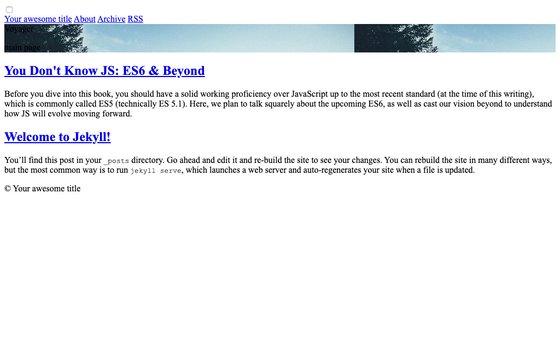 Your awesome title About Archive RSS
Voyager
main page
You Don't Know JS: ES6 & Beyond
Before you dive into this book, you should have a solid working proficiency over JavaScript up to the most recent standard (at the time of this writing),
which is commonly called ES5 (technically ES 5.1). Here, we plan to talk squarely about the upcoming ES6, as well as cast our vision beyond to understand
how JS will evolve moving forward.
Welcome to Jekyll!
You’ll find this post in your _posts directory. Go ahead and edit it and re-build the site to see your changes. You can rebuild the site in many different ways,
but the most common way is to run jekyll serve, which launches a web server and auto-regenerates your site when a file is updated.
© Your awesome title